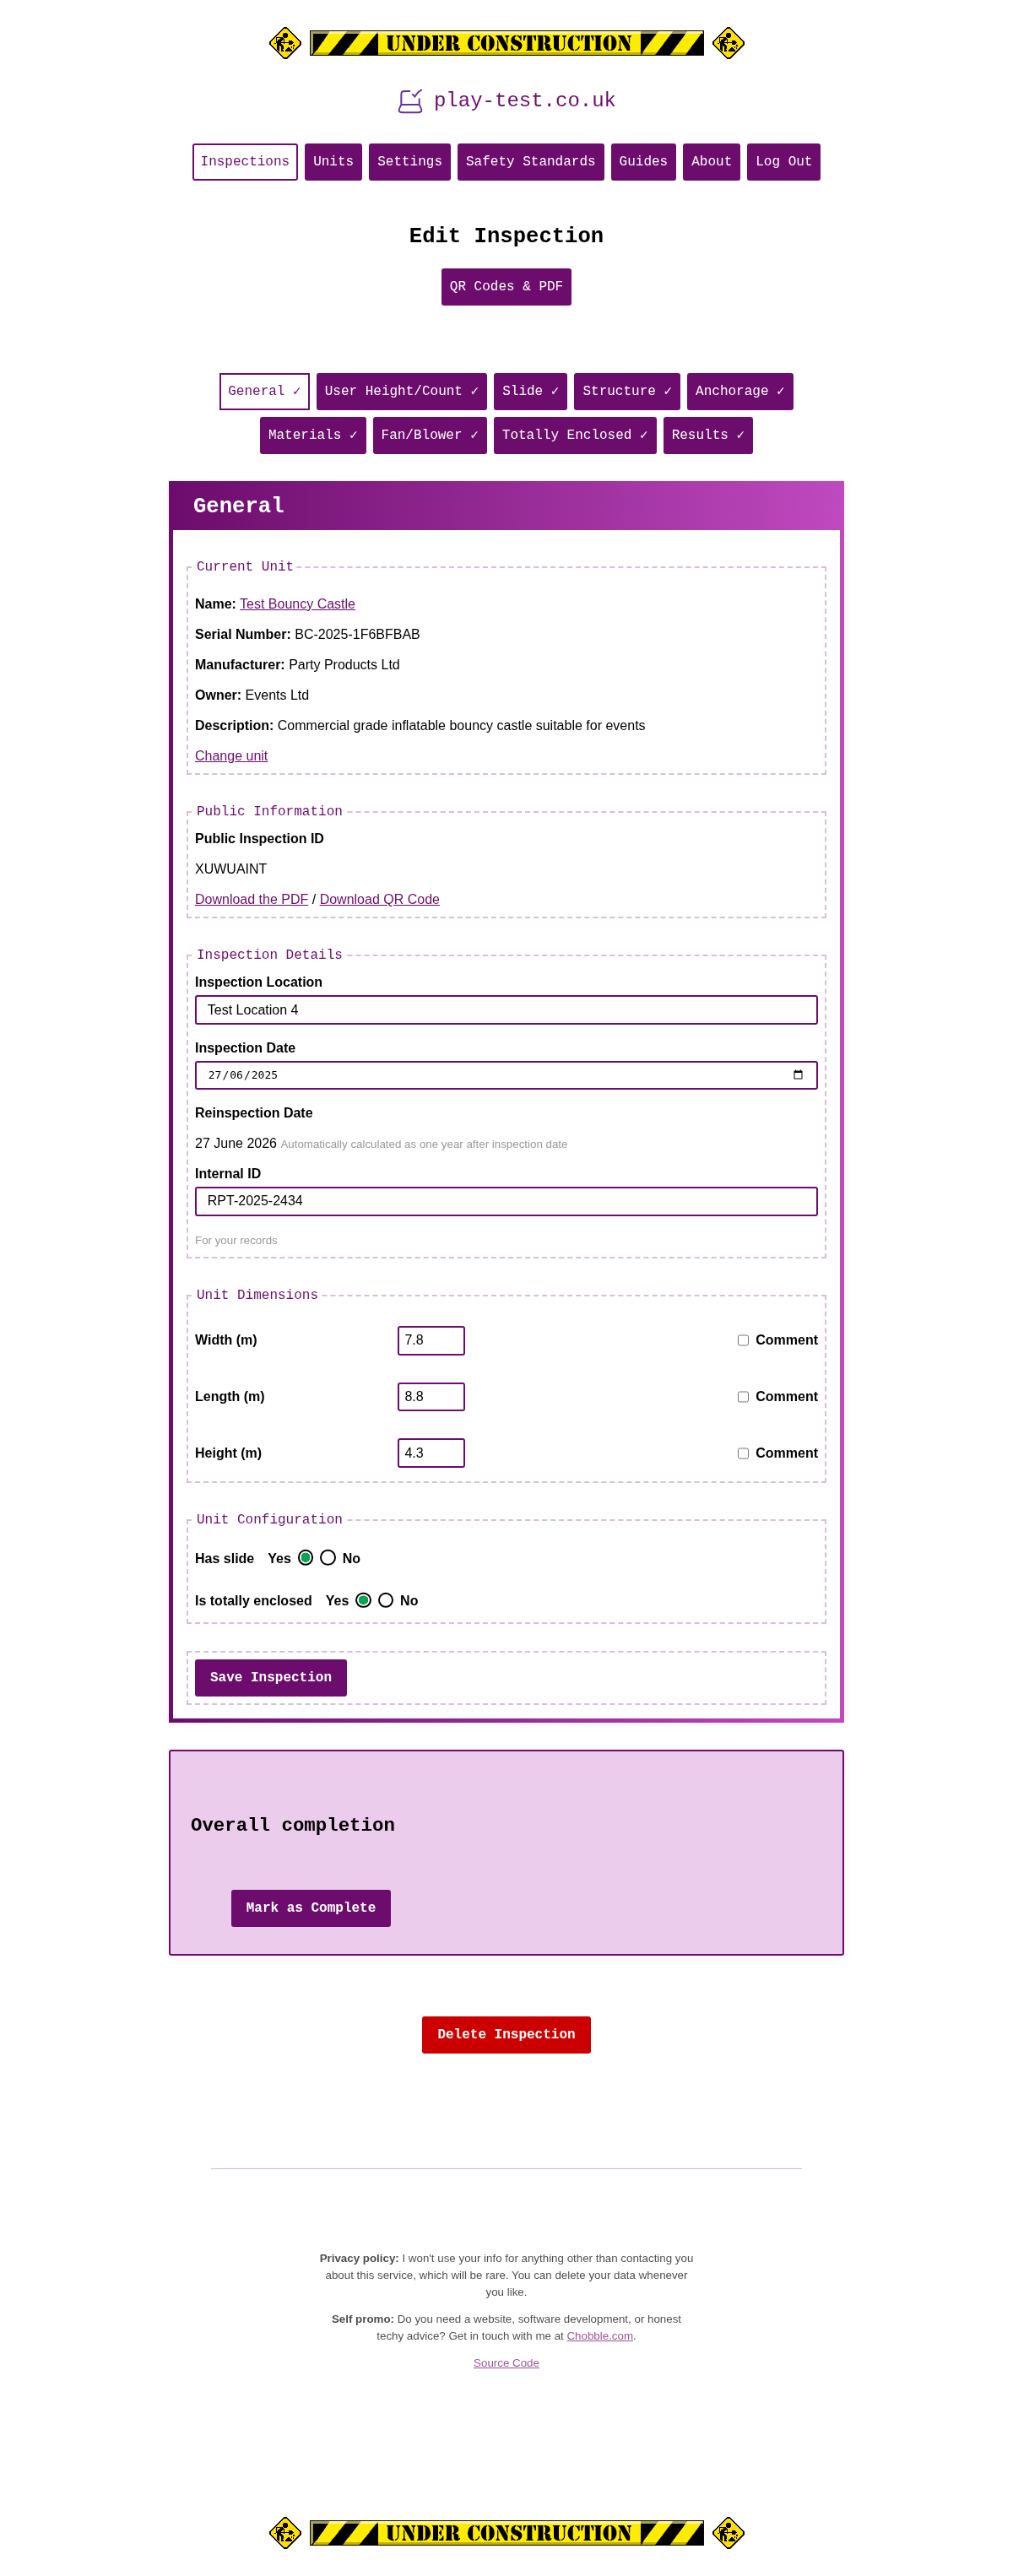 UNDER CONSTRUCTION
play-test.co.uk
Inspections Units Settings Safety Standards Guides About Log Out
Edit Inspection
QR Codes & PDF
General ✓ User Height/Count ✓ Slide ✓ Structure ✓ Anchorage ✓
Materials ✓ Fan/Blower ✓ Totally Enclosed ✓ Results ✓
General
Current Unit
Name: Test Bouncy Castle
Serial Number: BC-2025-1F6BFBAB
Manufacturer: Party Products Ltd
Owner: Events Ltd
Description: Commercial grade inflatable bouncy castle suitable for events
Change unit
Public Information
Public Inspection ID
XUWUAINT
Download the PDF / Download QR Code
Inspection Details
Inspection Location
Test Location 4
Inspection Date
27/06/2025
Reinspection Date
27 June 2026 Automatically calculated as one year after inspection date
Internal ID
RPT-2025-2434
For your records
Unit Dimensions
Width (m) 7.8 Comment
Length (m) 8.8 Comment
Height (m) 4.3 Comment
Unit Configuration
Has slide Yes No
Is totally enclosed Yes No
Save Inspection
Overall completion
Mark as Complete
Delete Inspection
Privacy policy: I won't use your info for anything other than contacting you
about this service, which will be rare. You can delete your data whenever
you like.
Self promo: Do you need a website, software development, or honest
techy advice? Get in touch with me at Chobble.com.
Source Code
UNDER CONSTRUCTION